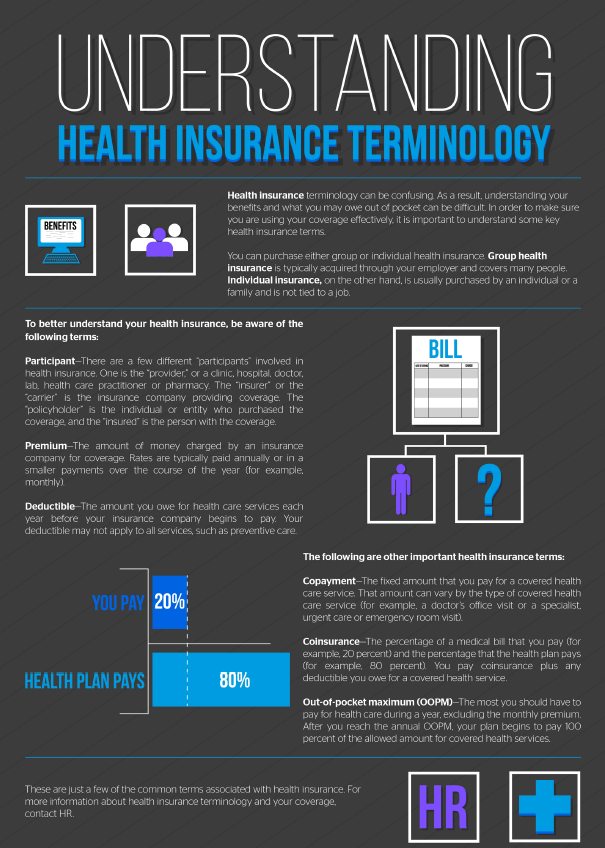 UNDERSTANDING
HEALTH INSURANCE TERMINOLOGY
BENEFITS
Health insurance terminology can be confusing. As a result, understanding your
benefits and what you may owe out of pocket can be difficult. In order to make sure
you are using your coverage effectively, it is important to understand some key
health insurance terms.
You can purchase either group or individual health insurance. Group health
insurance is typically acquired through your employer and covers many people.
Individual insurance, on the other hand, is usually purchased by an individual or a
family and is not tied to a job.
To better understand your health insurance, be aware of the
following terms:
Participant—There are a few different “participants” involved in
health insurance. One is the “provider,” or a clinic, hospital, doctor,
lab, health care practitioner or pharmacy. The “insurer” or the
“carrier” is the insurance company providing coverage. The
“policyholder” is the individual or entity who purchased the
coverage, and the “insured” is the person with the coverage.
Premium—The amount of money charged by an insurance
company for coverage. Rates are typically paid annually or in a
smaller payments over the course of the year (for example,
monthly).
Deductible—The amount you owe for health care services each
year before your insurance company begins to pay. Your
deductible may not apply to all services, such as preventive care.
BILL
?
YOU PAY
20%
HEALTH PLAN PAYS
80%
The following are other important health insurance terms:
Copayment—The fixed amount that you pay for a covered health
care service. That amount can vary by the type of covered health
care service (for example, a doctor's office visit or a specialist,
urgent care or emergency room visit).
Coinsurance—The percentage of a medical bill that you pay (for
example, 20 percent) and the percentage that the health plan pays
(for example, 80 percent). You pay coinsurance plus any
deductible you owe for a covered health service.
Out-of-pocket maximum (OOPM)—The most you should have to
pay for health care during a year, excluding the monthly premium.
After you reach the annual OOPM, your plan begins to pay 100
percent of the allowed amount for covered health services.
These are just a few of the common terms associated with health insurance. For
more information about health insurance terminology and your coverage,
contact HR.
HR